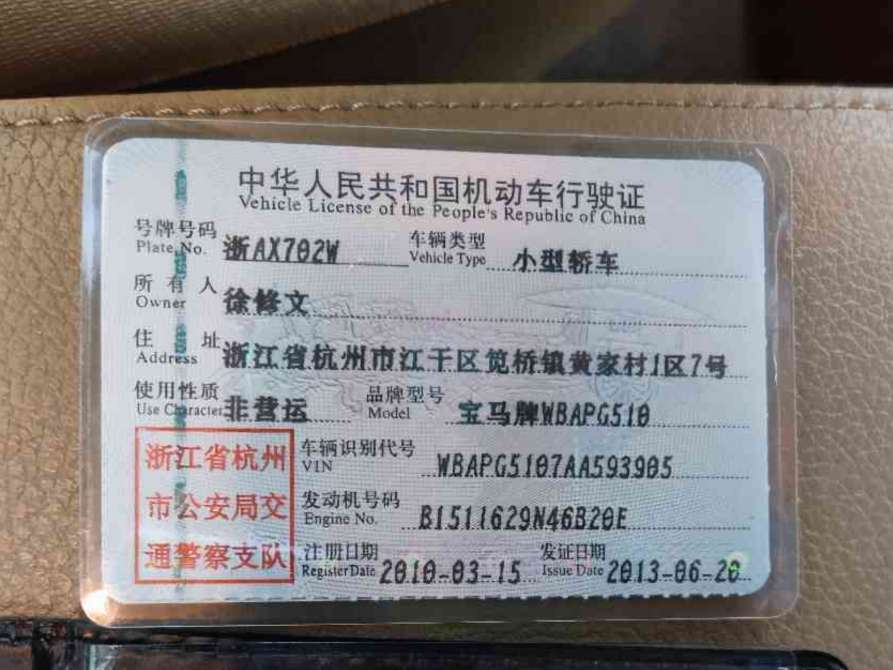 中华人民共和国机动车行驶证
Vehicle License of the People's Republic of China
号牌号码 浙AX702W 车辆类型 小型轿车
Plate No. Vehicle Type
所有人 徐修文
Owner
住址 浙江省杭州市江干区笕桥镇黄家村1区7号
Address
使用性质 非营运 品牌型号 宝马牌WBAPG510
Use Character Model
浙江省杭州
市公安局交
通警察支队
车辆识别代号 WBAPG5107AA593905
VIN
发动机号码 B1511629N46B20E
Engine No.
注册日期 2010-03-15 发证日期 2013-06-20
Register Date Issue Date